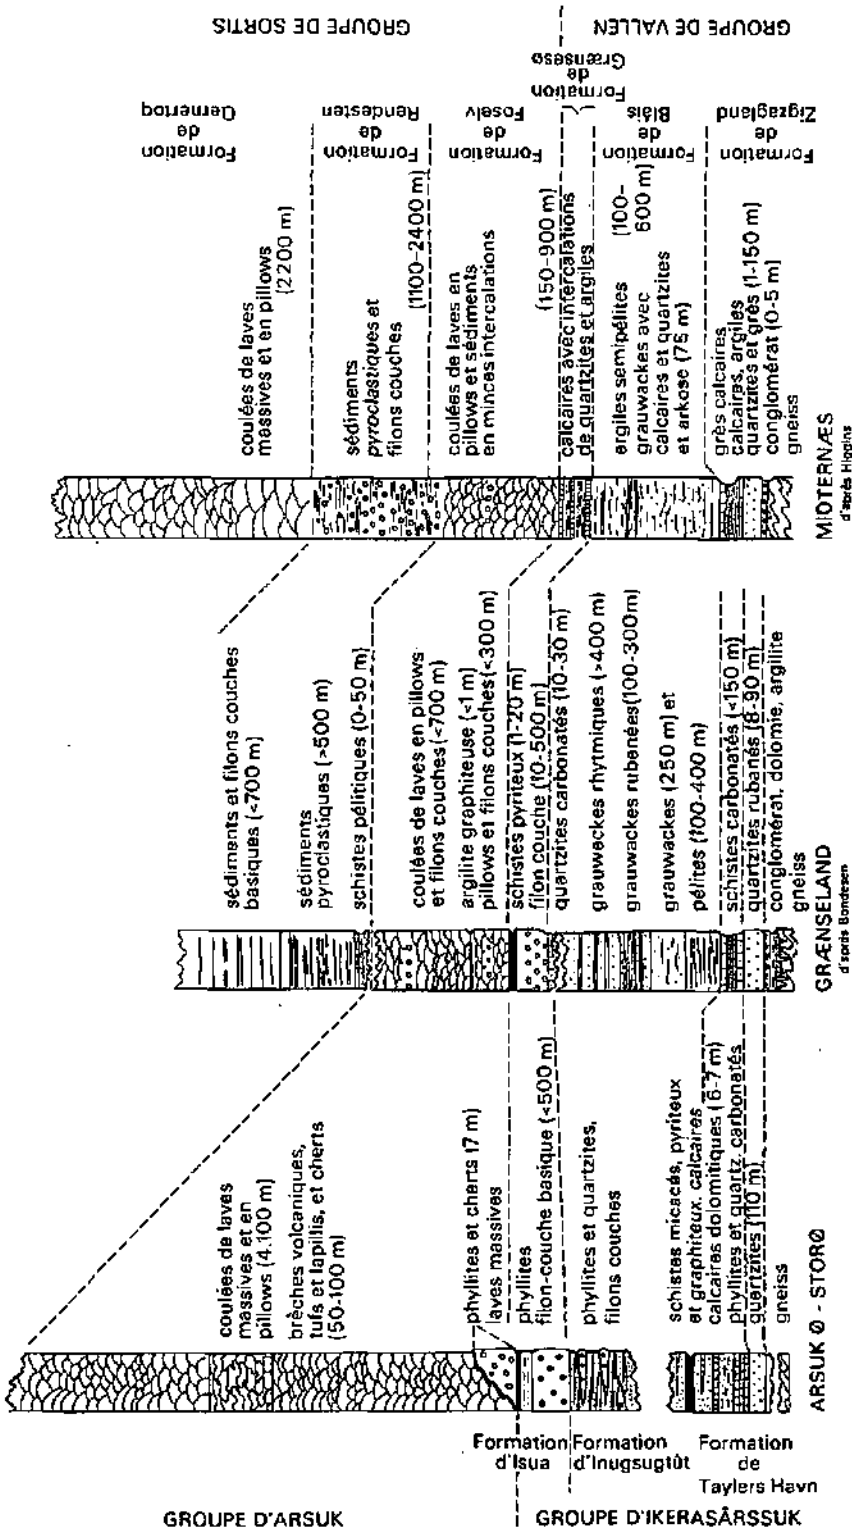 GROUPE DE SORTIS
GROUPE DE VALLEN
Formation
de
Qernertoq
Formation
de
Rendesten
Formation
de
Foselv
Formation
de
Grænsesø
Formation
de
Blåis
Formation
de
Zigzagland
coulées de laves
massives et en pillows
(2200 m)
sédiments
pyroclastiques et
filons couches
(1100-2400 m)
coulées de laves en
pillows et sédiments
en minces intercalations
(150-900 m)
calcaires avec intercalations
de quartzites et argiles
argiles semipélites
grauwackes avec
calcaires et quartzites
et arkose (75 m)
(100-
600 m)
grès calcaires
calcaires, argiles
quartzites et grès (1-150 m)
conglomérat (0-5 m)
gneiss
MIDTERNÆS
d'après Higgins
sédiments et filons couches
basiques (<700 m)
sédiments
pyroclastiques (>500 m)
schistes pélitiques (0-50 m)
coulées de laves en pillows
et filons couches (<700 m)
argilite graphiteuse (<1 m)
pillows et filons couches (<300 m)
schistes pyriteux (1-20 m)
filon couche (10-500 m)
quartzites carbonatés (10-30 m)
grauwackes rhytmiques (>400 m)
grauwackes rubanées (100-300m)
grauwackes (250 m) et
pélites (100-400 m)
schistes carbonatés (<150 m)
quartzites rubanés (8-90 m)
conglomérat, dolomie, argilite
gneiss
GRÆNSELAND
d'après Bondesen
coulées de laves
massives et en
pillows (4.100 m)
brèches volcaniques,
tufs et lapillis, et cherts
(50-100 m)
phyllites et cherts (7 m)
laves massives
phyllites
filon-couche basique (<500 m)
phyllites et quartzites,
filons couches
schistes micacés, pyriteux
et graphiteux, calcaires
calcaires dolomitiques (6-7 m)
phyllites et quartz. carbonatés
quartzites (110 m)
gneiss
ARSUK Ø - STORØ
Formation
d'Isua
Formation
d'Inugsugtût
Formation
de
Taylers Havn
GROUPE D'ARSUK
GROUPE D'IKERASÂRSSUK